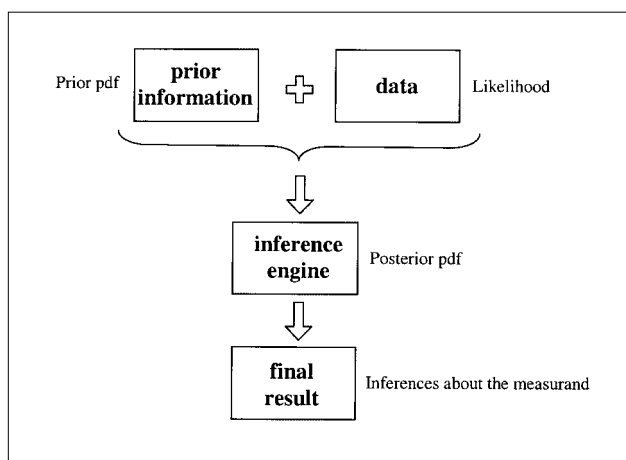 Prior pdf
prior
information
data
Likelihood
inference
engine
Posterior pdf
final
result
Inferences about the measurand